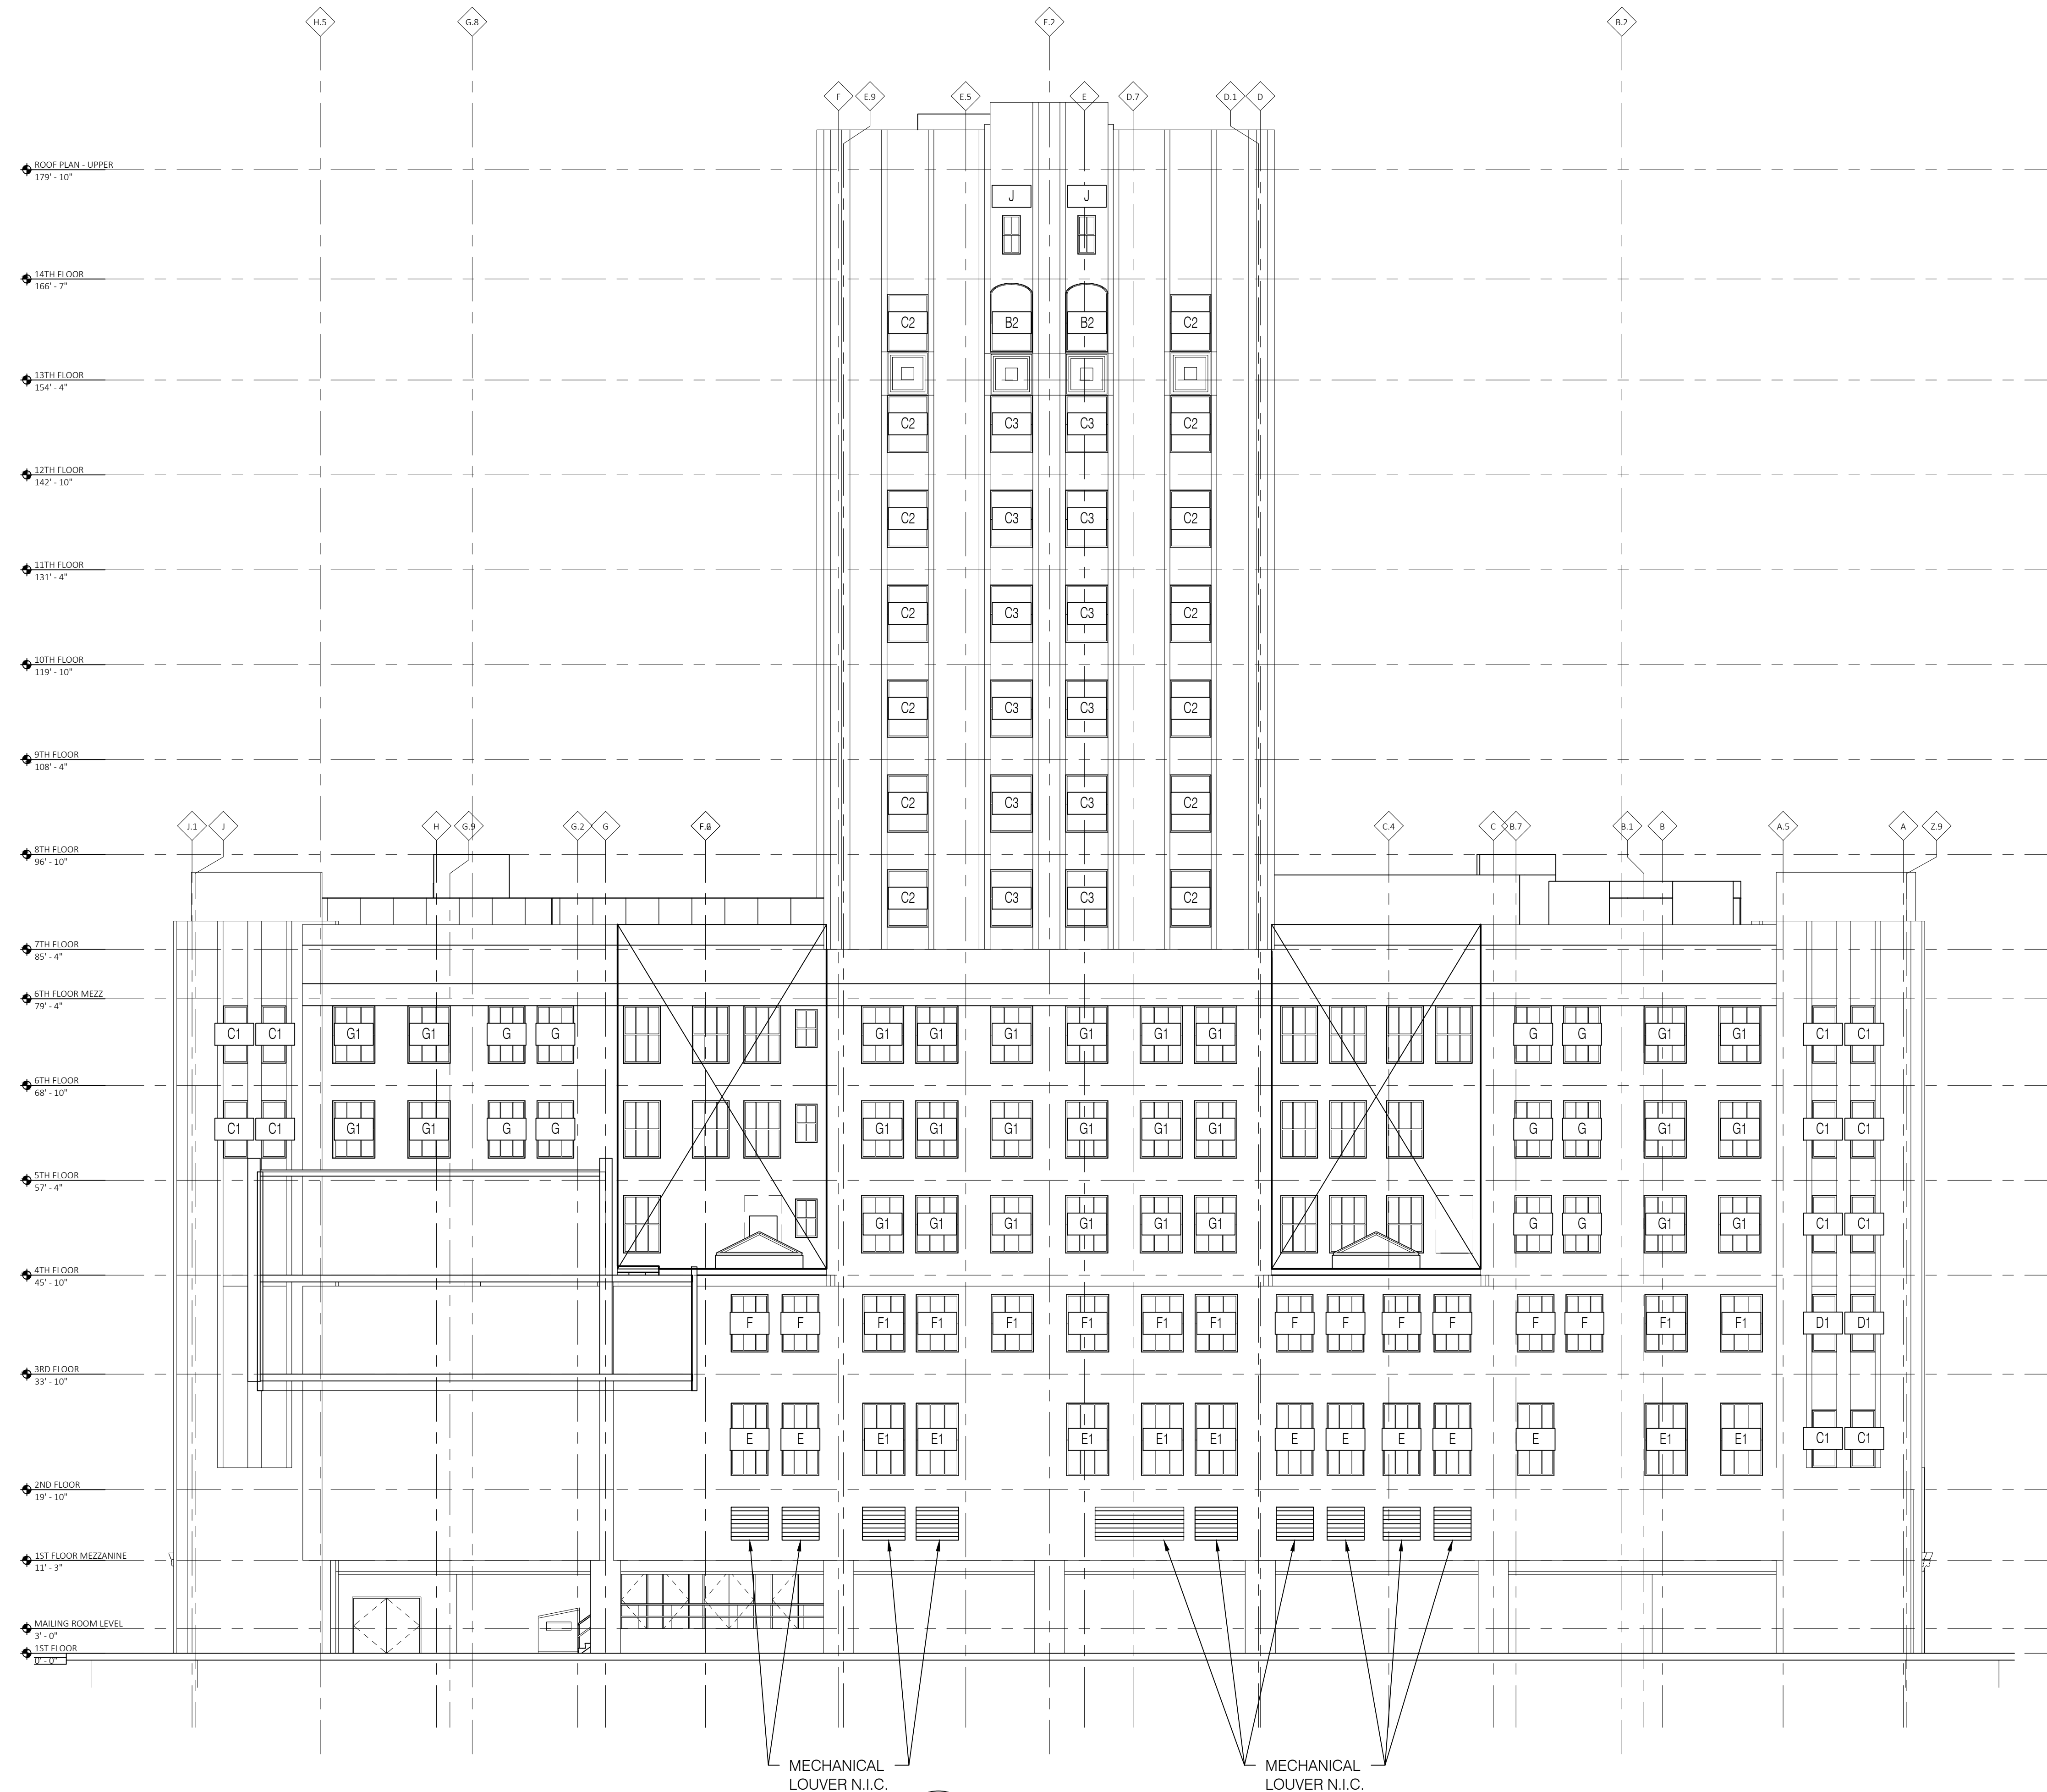 H.5 G.8 E.2 B.2
F E.9 E.5 E D.7 D.1 D
ROOF PLAN - UPPER
179' - 10"
J J
14TH FLOOR
166' - 7"
C2 B2 B2 C2
13TH FLOOR
154' - 4"
C2 C3 C3 C2
12TH FLOOR
142' - 10"
C2 C3 C3 C2
11TH FLOOR
131' - 4"
C2 C3 C3 C2
10TH FLOOR
119' - 10"
C2 C3 C3 C2
9TH FLOOR
108' - 4"
C2 C3 C3 C2
J.1 J H G.9 G.2 G C.4 C B.7 B.1 B A.5 A Z.9
8TH FLOOR
96' - 10"
C2 C3 C3 C2
7TH FLOOR
85' - 4"
6TH FLOOR MEZZ
79' - 4"
C1 C1 G1 G1 G G G1 G1 G1 G1 G1 G1 G G G1 G1 C1 C1
6TH FLOOR
68' - 10"
C1 C1 G1 G1 G G G1 G1 G1 G1 G1 G1 G G G1 G1 C1 C1
5TH FLOOR
57' - 4"
G1 G1 G1 G1 G1 G1 G G G1 G1 C1 C1
4TH FLOOR
45' - 10"
F F F1 F1 F1 F1 F1 F1 F F F F F F F1 F1 D1 D1
3RD FLOOR
33' - 10"
E E E1 E1 E1 E1 E1 E E E E E E1 E1 C1 C1
2ND FLOOR
19' - 10"
1ST FLOOR MEZZANINE
11' - 3"
MAILING ROOM LEVEL
3' - 0"
1ST FLOOR
0' - 0"
MECHANICAL
LOUVER N.I.C.
MECHANICAL
LOUVER N.I.C.